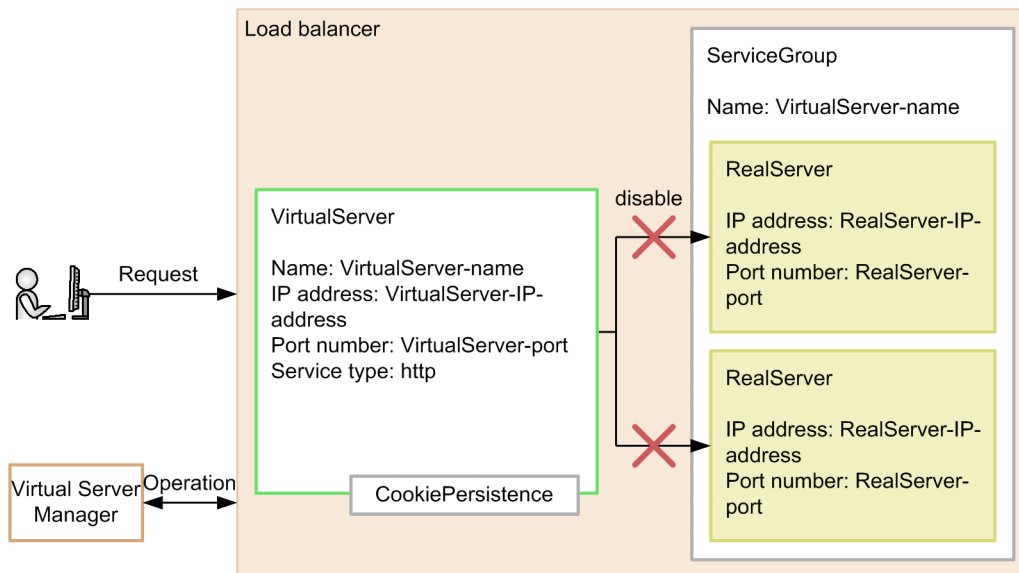 Load balancer
ServiceGroup
Name: VirtualServer-name
RealServer
IP address: RealServer-IP-
address
Port number: RealServer-
port
disable
VirtualServer
Name: VirtualServer-name
IP address: VirtualServer-IP-
address
Port number: VirtualServer-port
Service type: http
Request
RealServer
IP address: RealServer-IP-
address
Port number: RealServer-
port
Virtual Server
Manager
Operation
CookiePersistence